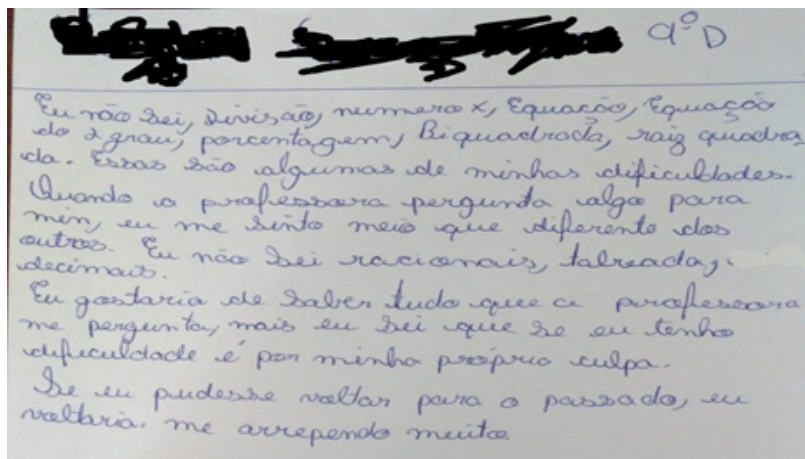 9º D
Eu não sei, divisão, numero x, Equação, Equação
do 2 grau, porcentagem, Biquadrada, raiz quadra
da. Essas são algumas de minhas dificuldades.
Quando a professora pergunta algo para
min, eu me sinto meio que diferente dos
outros. Eu não sei racionais, tabuada,
decimais.
Eu gostaria de saber tudo que a professora
me pergunta, mais eu sei que se eu tenho
dificuldade é por minha própria culpa.
Se eu pudesse voltar para o passado, eu
voltaria. me arrependo muito.